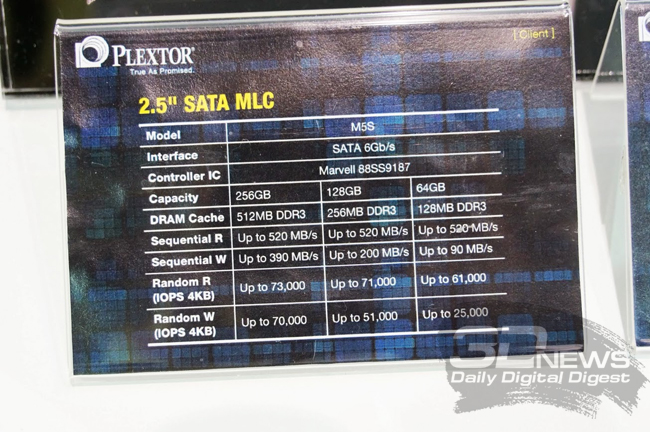 PLEXTOR®
True As Promised.
[Client]
2.5" SATA MLC
Model M5S
Interface SATA 6Gb/s
Controller IC Marvell 88SS9187
Capacity 256GB 128GB 64GB
DRAM Cache 512MB DDR3 256MB DDR3 128MB DDR3
Sequential R Up to 520 MB/s Up to 520 MB/s Up to 520 MB/s
Sequential W Up to 390 MB/s Up to 200 MB/s Up to 90 MB/s
Random R
(IOPS 4KB) Up to 73,000 Up to 71,000 Up to 61,000
Random W
(IOPS 4KB) Up to 70,000 Up to 51,000 Up to 25,000
3DNEWS
Daily Digital Digest